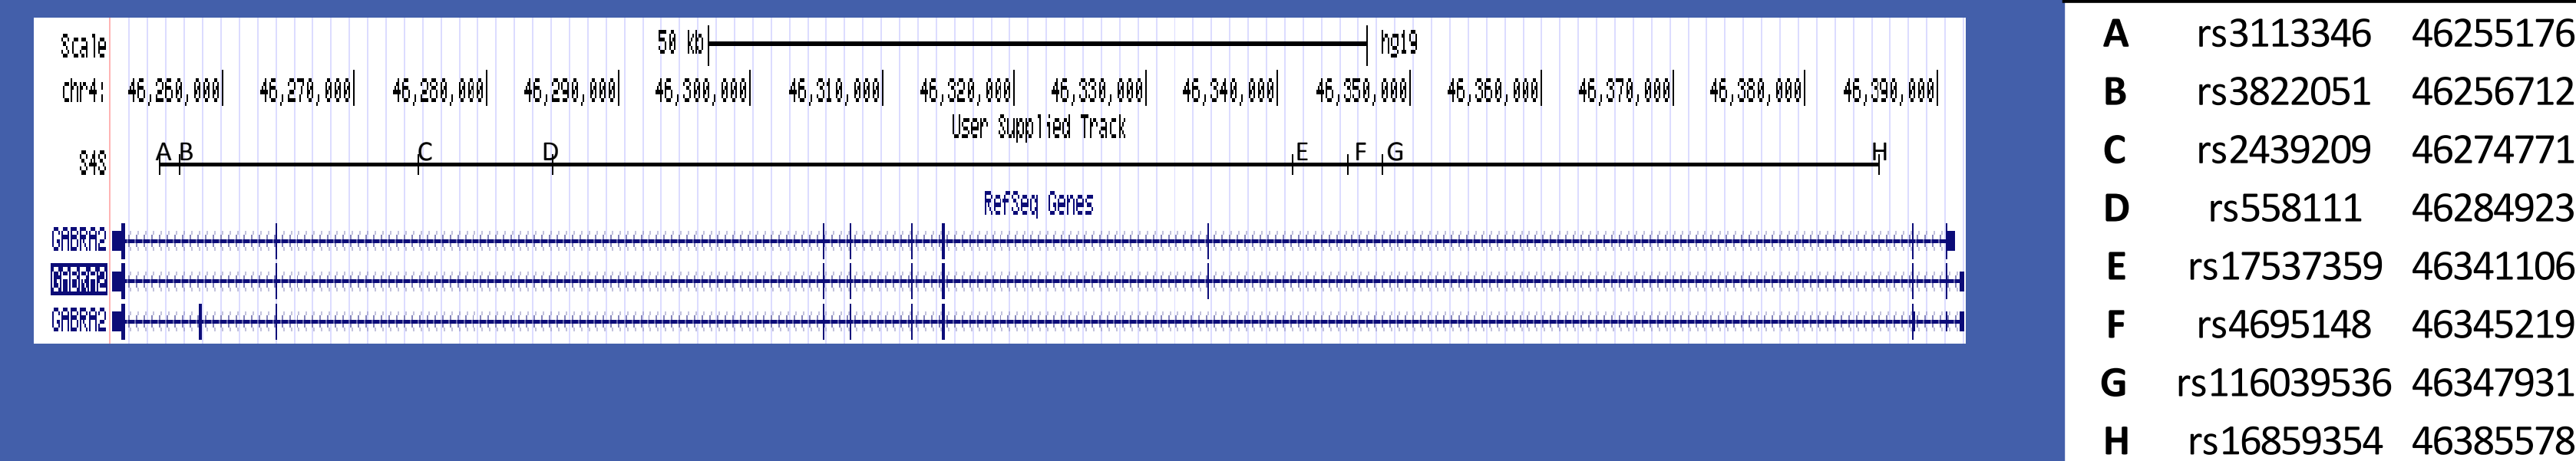 Scale 50 kb hg19
chr4: 46,260,000 46,270,000 46,280,000 46,290,000 46,300,000 46,310,000 46,320,000 46,330,000 46,340,000 46,350,000 46,360,000 46,370,000 46,380,000 46,390,000
User Supplied Track
S4S A B C D E F G H
RefSeq Genes
GABRA2
GABRA2
GABRA2
A rs3113346 46255176
B rs3822051 46256712
C rs2439209 46274771
D rs558111 46284923
E rs17537359 46341106
F rs4695148 46345219
G rs116039536 46347931
H rs16859354 46385578